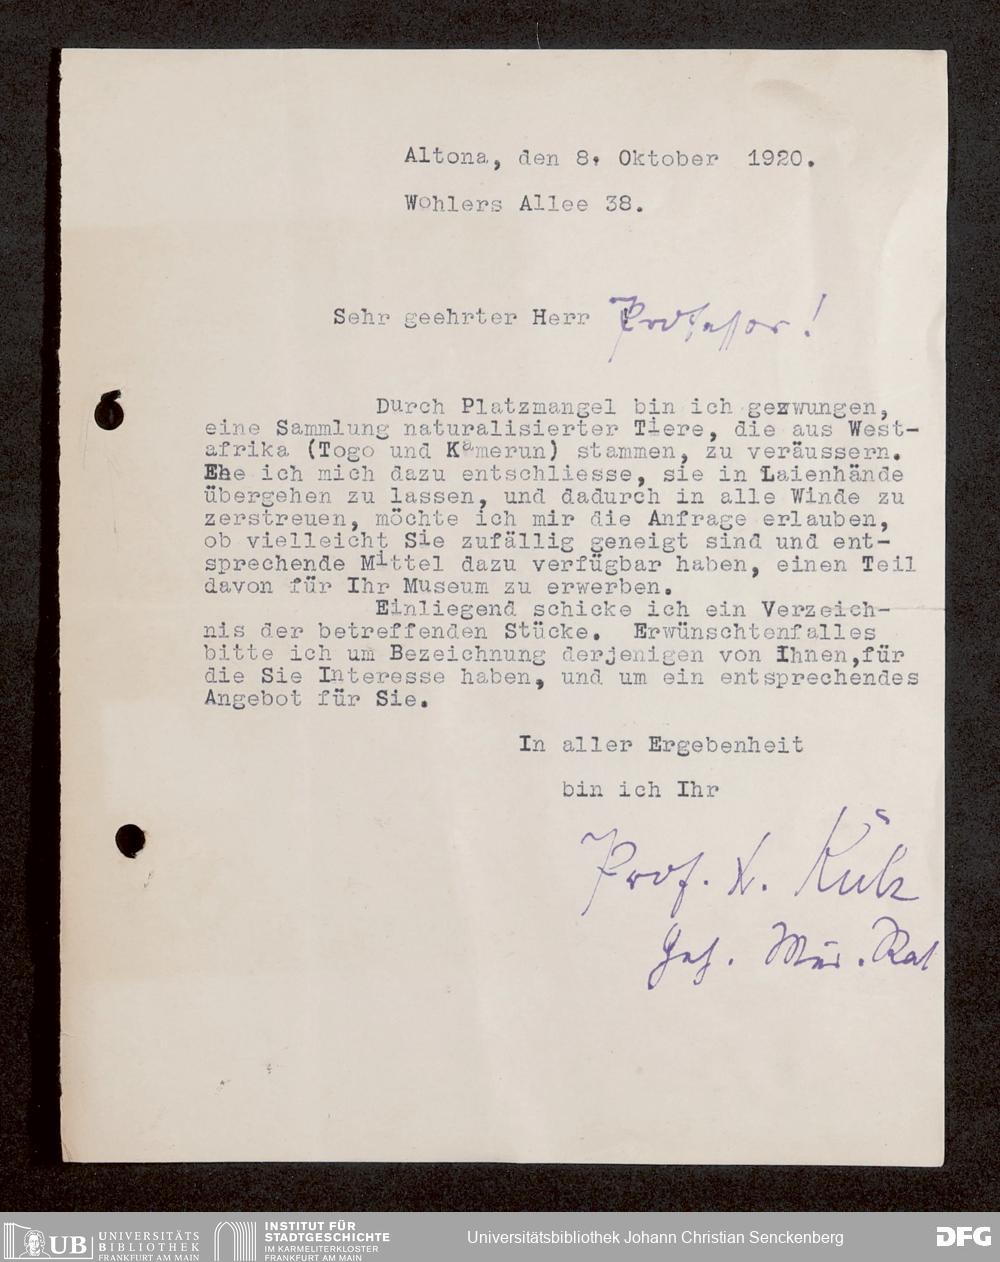 Altona, den 8. Oktober 1920.
Wohlers Allee 38.
Sehr geehrter Herr Professor!
Durch Platzmangel bin ich gezwungen,
eine Sammlung naturalisierter Tiere, die aus West-
afrika (Togo und Kamerun) stammen, zu veräussern.
Ehe ich mich dazu entschliesse, sie in Laienhände
übergehen zu lassen, und dadurch in alle Winde zu
zerstreuen, möchte ich mir die Anfrage erlauben,
ob vielleicht Sie zufällig geneigt sind und ent-
sprechende Mittel dazu verfügbar haben, einen Teil
davon für Ihr Museum zu erwerben.
Einliegend schicke ich ein Verzeich-
nis der betreffenden Stücke. Erwünschtenfalles
bitte ich um Bezeichnung derjenigen von Ihnen,für
die Sie Interesse haben, und um ein entsprechendes
Angebot für Sie.
In aller Ergebenheit
bin ich Ihr
Prof. L. Külz
Geh. Rat
UB UNIVERSITÄTS
BIBLIOTHEK
FRANKFURT AM MAIN
INSTITUT FÜR
STADTGESCHICHTE
IM KARMELITERKLOSTER
FRANKFURT AM MAIN
Universitätsbibliothek Johann Christian Senckenberg
DFG